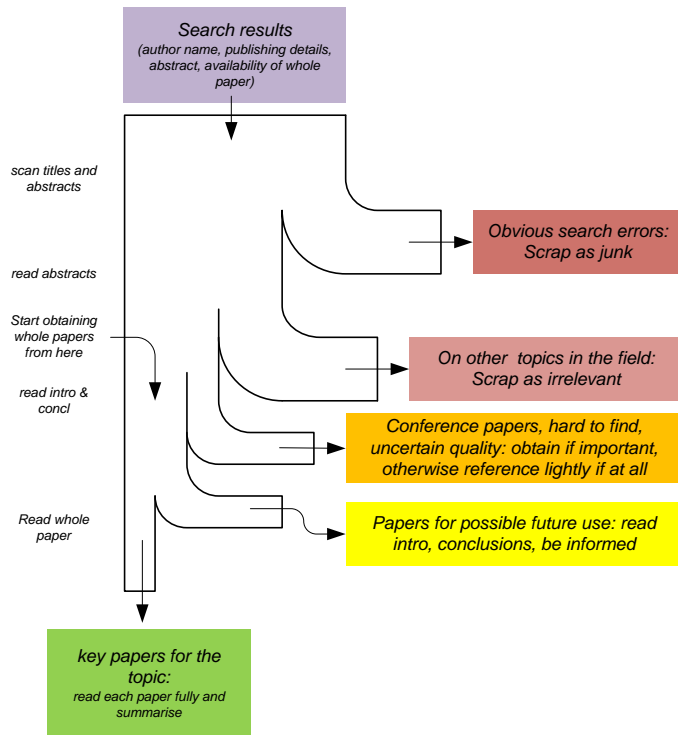 Search results
(author name, publishing details,
abstract, availability of whole
paper)
scan titles and
abstracts
Obvious search errors:
Scrap as junk
read abstracts
Start obtaining
whole papers
from here
On other topics in the field:
Scrap as irrelevant
read intro &
concl
Conference papers, hard to find,
uncertain quality: obtain if important,
otherwise reference lightly if at all
Read whole
paper
Papers for possible future use: read
intro, conclusions, be informed
key papers for the
topic:
read each paper fully and
summarise